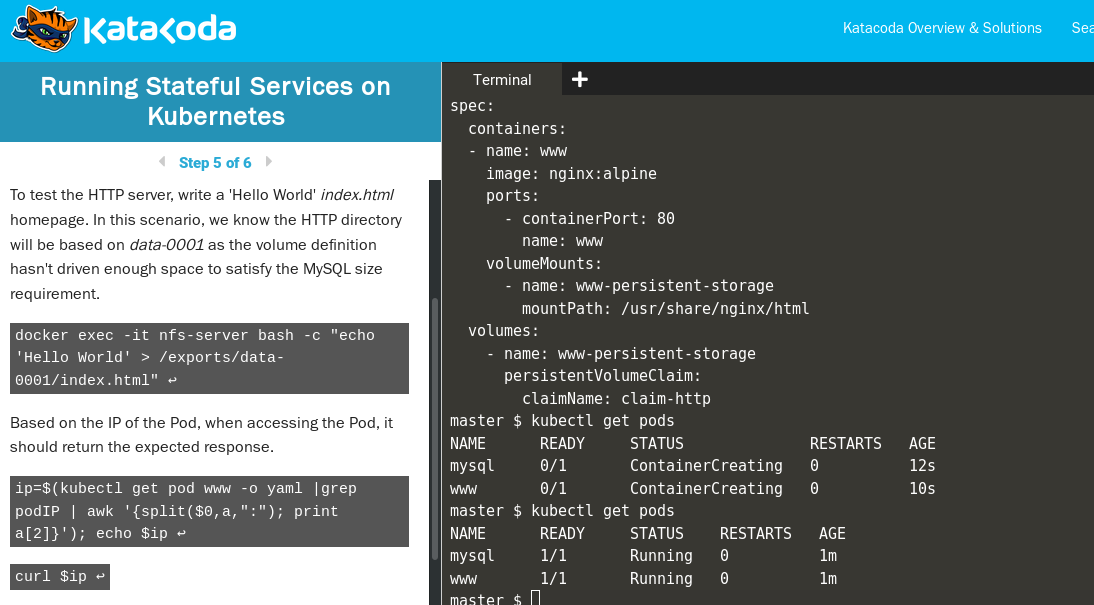 Katacoda
Katacoda Overview & Solutions
Running Stateful Services on
Kubernetes
Step 5 of 6
To test the HTTP server, write a 'Hello World' index.html
homepage. In this scenario, we know the HTTP directory
will be based on data-0001 as the volume definition
hasn't driven enough space to satisfy the MySQL size
requirement.
docker exec -it nfs-server bash -c "echo
'Hello World' > /exports/data-
0001/index.html" ↩
Based on the IP of the Pod, when accessing the Pod, it
should return the expected response.
ip=$(kubectl get pod www -o yaml |grep
podIP | awk '{split($0,a,":"); print
a[2]}'); echo $ip ↩
curl $ip ↩
Terminal
spec:
  containers:
  - name: www
    image: nginx:alpine
    ports:
      - containerPort: 80
        name: www
    volumeMounts:
      - name: www-persistent-storage
        mountPath: /usr/share/nginx/html
  volumes:
    - name: www-persistent-storage
      persistentVolumeClaim:
        claimName: claim-http
master $ kubectl get pods
NAME      READY     STATUS              RESTARTS   AGE
mysql     0/1       ContainerCreating   0          12s
www       0/1       ContainerCreating   0          10s
master $ kubectl get pods
NAME      READY     STATUS    RESTARTS   AGE
mysql     1/1       Running   0          1m
www       1/1       Running   0          1m
master $